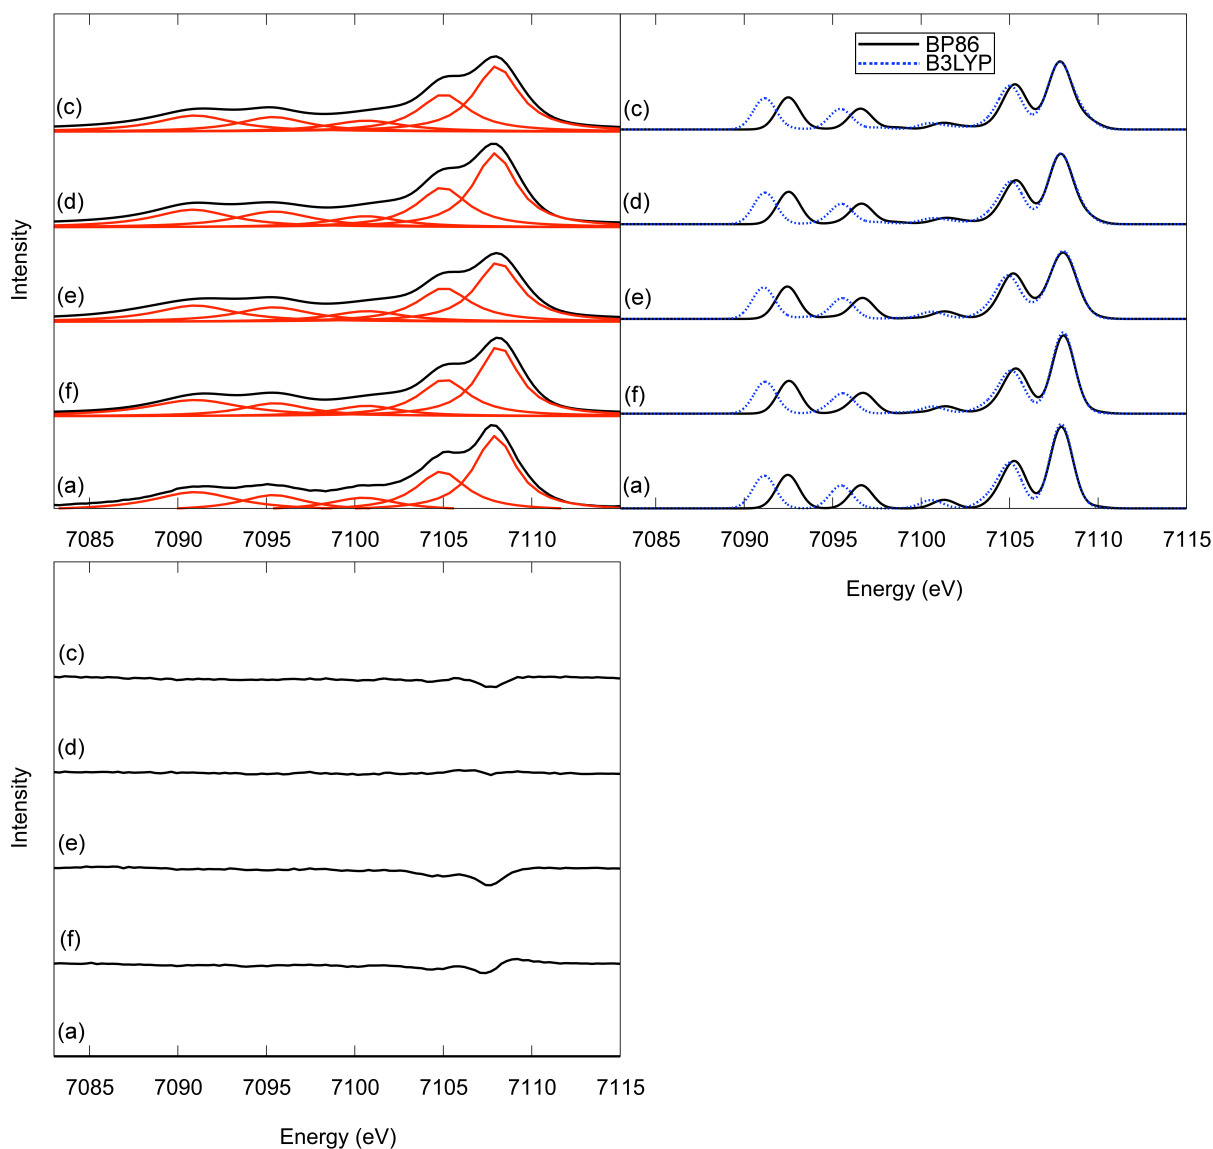 BP86
B3LYP
(c)
(c)
(d)
(d)
Intensity
(e)
(e)
(f)
(f)
(a)
(a)
7085 7090 7095 7100 7105 7110
7085 7090 7095 7100 7105 7110 7115
Energy (eV)
(c)
(d)
Intensity
(e)
(f)
(a)
7085 7090 7095 7100 7105 7110 7115
Energy (eV)